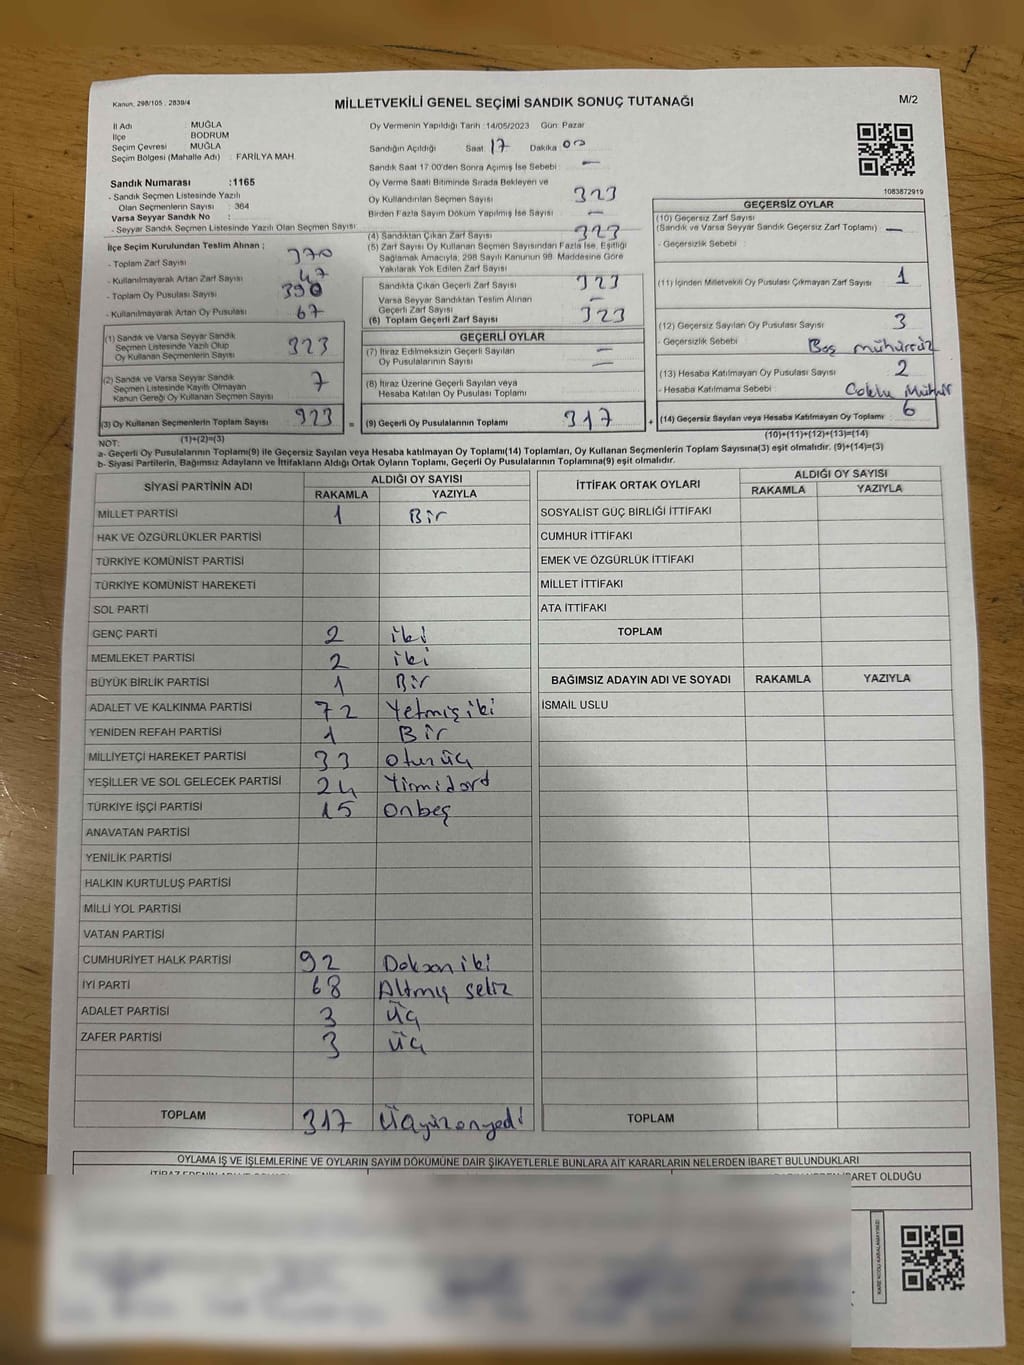 Kanun, 298/105 , 2839/4
MİLLETVEKİLİ GENEL SEÇİMİ SANDIK SONUÇ TUTANAĞI
M/2
İl Adı : MUĞLA
İlçe : BODRUM
Seçim Çevresi : MUĞLA
Seçim Bölgesi (Mahalle Adı) : FARİLYA MAH.
Sandık Numarası :1165
- Sandık Seçmen Listesinde Yazılı
Olan Seçmenlerin Sayısı : 364
Varsa Seyyar Sandık No :
- Seyyar Sandık Seçmen Listesinde Yazılı Olan Seçmen Sayısı:
İlçe Seçim Kurulundan Teslim Alınan ;
- Toplam Zarf Sayısı 370
- Kullanılmayarak Artan Zarf Sayısı 47
- Toplam Oy Pusulası Sayısı 390
- Kullanılmayarak Artan Oy Pusulası 67
(1) Sandık ve Varsa Seyyar Sandık
Seçmen Listesinde Yazılı Olup
Oy Kullanan Seçmenlerin Sayısı 323
(2) Sandık ve Varsa Seyyar Sandık
Seçmen Listesinde Kayıtlı Olmayan
Kanun Gereği Oy Kullanan Seçmen Sayısı 7
(3) Oy Kullanan Seçmenlerin Toplam Sayısı 323 =
(1)+(2)=(3)
Oy Vermenin Yapıldığı Tarih :14/05/2023 Gün: Pazar
Sandığın Açıldığı Saat 17 Dakika 00
Sandık Saat 17:00'den Sonra Açılmış İse Sebebi : —
Oy Verme Saati Bitiminde Sırada Bekleyen ve
Oy Kullandırılan Seçmen Sayısı 323
Birden Fazla Sayım Döküm Yapılmış İse Sayısı —
(4) Sandıktan Çıkan Zarf Sayısı 323
(5) Zarf Sayısı Oy Kullanan Seçmen Sayısından Fazla İse, Eşitliği
Sağlamak Amacıyla, 298 Sayılı Kanunun 98. Maddesine Göre
Yakılarak Yok Edilen Zarf Sayısı
Sandıkta Çıkan Geçerli Zarf Sayısı 323
Varsa Seyyar Sandıktan Teslim Alınan
Geçerli Zarf Sayısı —
(6) Toplam Geçerli Zarf Sayısı 323
GEÇERLİ OYLAR
(7) İtiraz Edilmeksizin Geçerli Sayılan
Oy Pusulalarının Sayısı —
(8) İtiraz Üzerine Geçerli Sayılan veya
Hesaba Katılan Oy Pusulası Toplamı —
(9) Geçerli Oy Pusulalarının Toplamı 317 +
1083872919
GEÇERSİZ OYLAR
(10) Geçersiz Zarf Sayısı
(Sandık ve Varsa Seyyar Sandık Geçersiz Zarf Toplamı) —
- Geçersizlik Sebebi :
(11) İçinden Milletvekili Oy Pusulası Çıkmayan Zarf Sayısı 1
(12) Geçersiz Sayılan Oy Pusulası Sayısı 3
- Geçersizlik Sebebi : Boş mühürsüz
(13) Hesaba Katılmayan Oy Pusulası Sayısı 2
- Hesaba Katılmama Sebebi : Çoklu Mühür
(14) Geçersiz Sayılan veya Hesaba Katılmayan Oy Toplamı 6
(10)+(11)+(12)+(13)=(14)
NOT:
a- Geçerli Oy Pusulalarının Toplamı(9) ile Geçersiz Sayılan veya Hesaba katılmayan Oy Toplamı(14) Toplamları, Oy Kullanan Seçmenlerin Toplam Sayısına(3) eşit olmalıdır. (9)+(14)=(3)
b- Siyasi Partilerin, Bağımsız Adayların ve İttifakların Aldığı Ortak Oyların Toplamı, Geçerli Oy Pusulalarının Toplamına(9) eşit olmalıdır.
SİYASİ PARTİNİN ADI ALDIĞI OY SAYISI
RAKAMLA YAZIYLA
MİLLET PARTİSİ 1 Bir
HAK VE ÖZGÜRLÜKLER PARTİSİ
TÜRKİYE KOMÜNİST PARTİSİ
TÜRKİYE KOMÜNİST HAREKETİ
SOL PARTİ
GENÇ PARTİ 2 iki
MEMLEKET PARTİSİ 2 iki
BÜYÜK BİRLİK PARTİSİ 1 Bir
ADALET VE KALKINMA PARTİSİ 72 Yetmişiki
YENİDEN REFAH PARTİSİ 1 Bir
MİLLİYETÇİ HAREKET PARTİSİ 33 otuzüç
YEŞİLLER VE SOL GELECEK PARTİSİ 24 Yirmidört
TÜRKİYE İŞÇİ PARTİSİ 15 onbeş
ANAVATAN PARTİSİ
YENİLİK PARTİSİ
HALKIN KURTULUŞ PARTİSİ
MİLLİ YOL PARTİSİ
VATAN PARTİSİ
CUMHURİYET HALK PARTİSİ 92 Doksan iki
İYİ PARTİ 68 Altmış sekiz
ADALET PARTİSİ 3 üç
ZAFER PARTİSİ 3 üç
TOPLAM 317 üçyüzonyedi
İTTİFAK ORTAK OYLARI ALDIĞI OY SAYISI
RAKAMLA YAZIYLA
SOSYALİST GÜÇ BİRLİĞİ İTTİFAKI
CUMHUR İTTİFAKI
EMEK VE ÖZGÜRLÜK İTTİFAKI
MİLLET İTTİFAKI
ATA İTTİFAKI
TOPLAM
BAĞIMSIZ ADAYIN ADI VE SOYADI RAKAMLA YAZIYLA
İSMAİL USLU
TOPLAM
OYLAMA İŞ VE İŞLEMLERİNE VE OYLARIN SAYIM DÖKÜMÜNE DAİR ŞİKAYETLERLE BUNLARA AİT KARARLARIN NELERDEN İBARET BULUNDUKLARI
İBARET OLDUĞU
KARE KODU KARALAMAYINIZ!